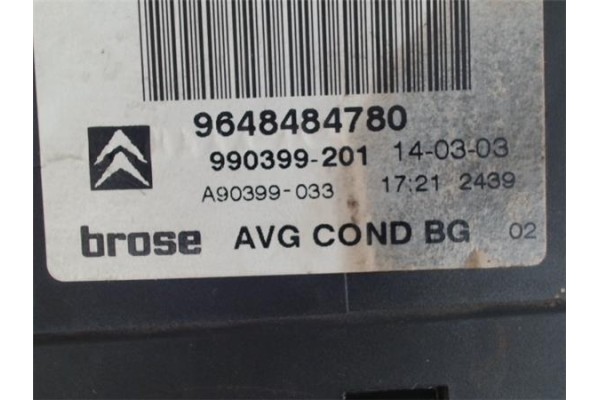 9648484780
990399-201 14-03-03
A90399-033 17:21 2439
brose AVG COND BG 02